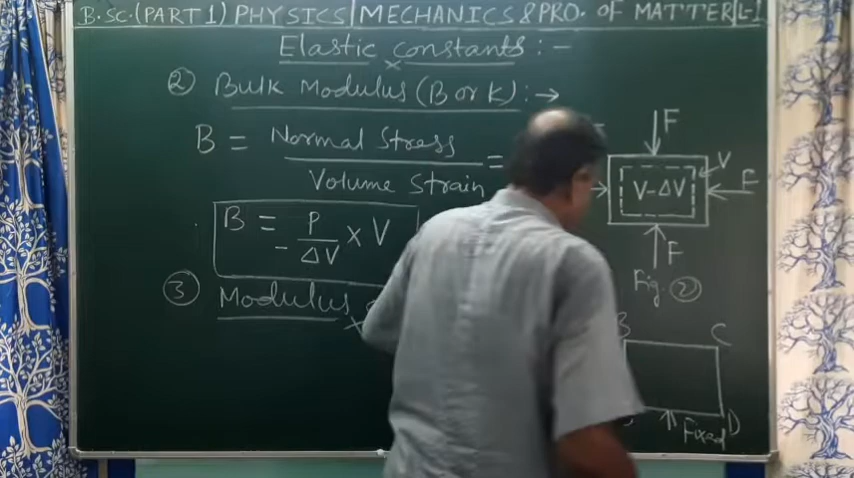 B.SC.(PART 1) PHYSICS|MECHANICS & PRO. OF MATTER|L-1
Elastic constants : -
② Bulk Modulus (B or K) : →
B = Normal Stress / Volume Strain =
B = P / -ΔV × V
③ Modulus
F
V
V-ΔV
F
F
Fig. ②
B C
D
Fixed